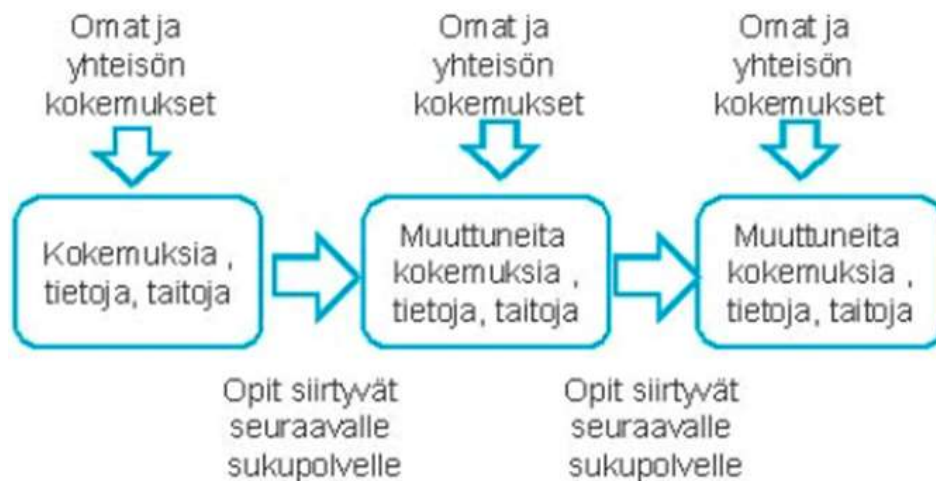 Omat ja
yhteisön
kokemukset
Omat ja
yhteisön
kokemukset
Omat ja
yhteisön
kokemukset
Kokemuksia ,
tietoja, taitoja
Muuttuneita
kokemuksia ,
tietoja, taitoja
Muuttuneita
kokemuksia ,
tietoja, taitoja
Opit siirtyvät
seuraavalle
sukupolvelle
Opit siirtyvät
seuraavalle
sukupolvelle